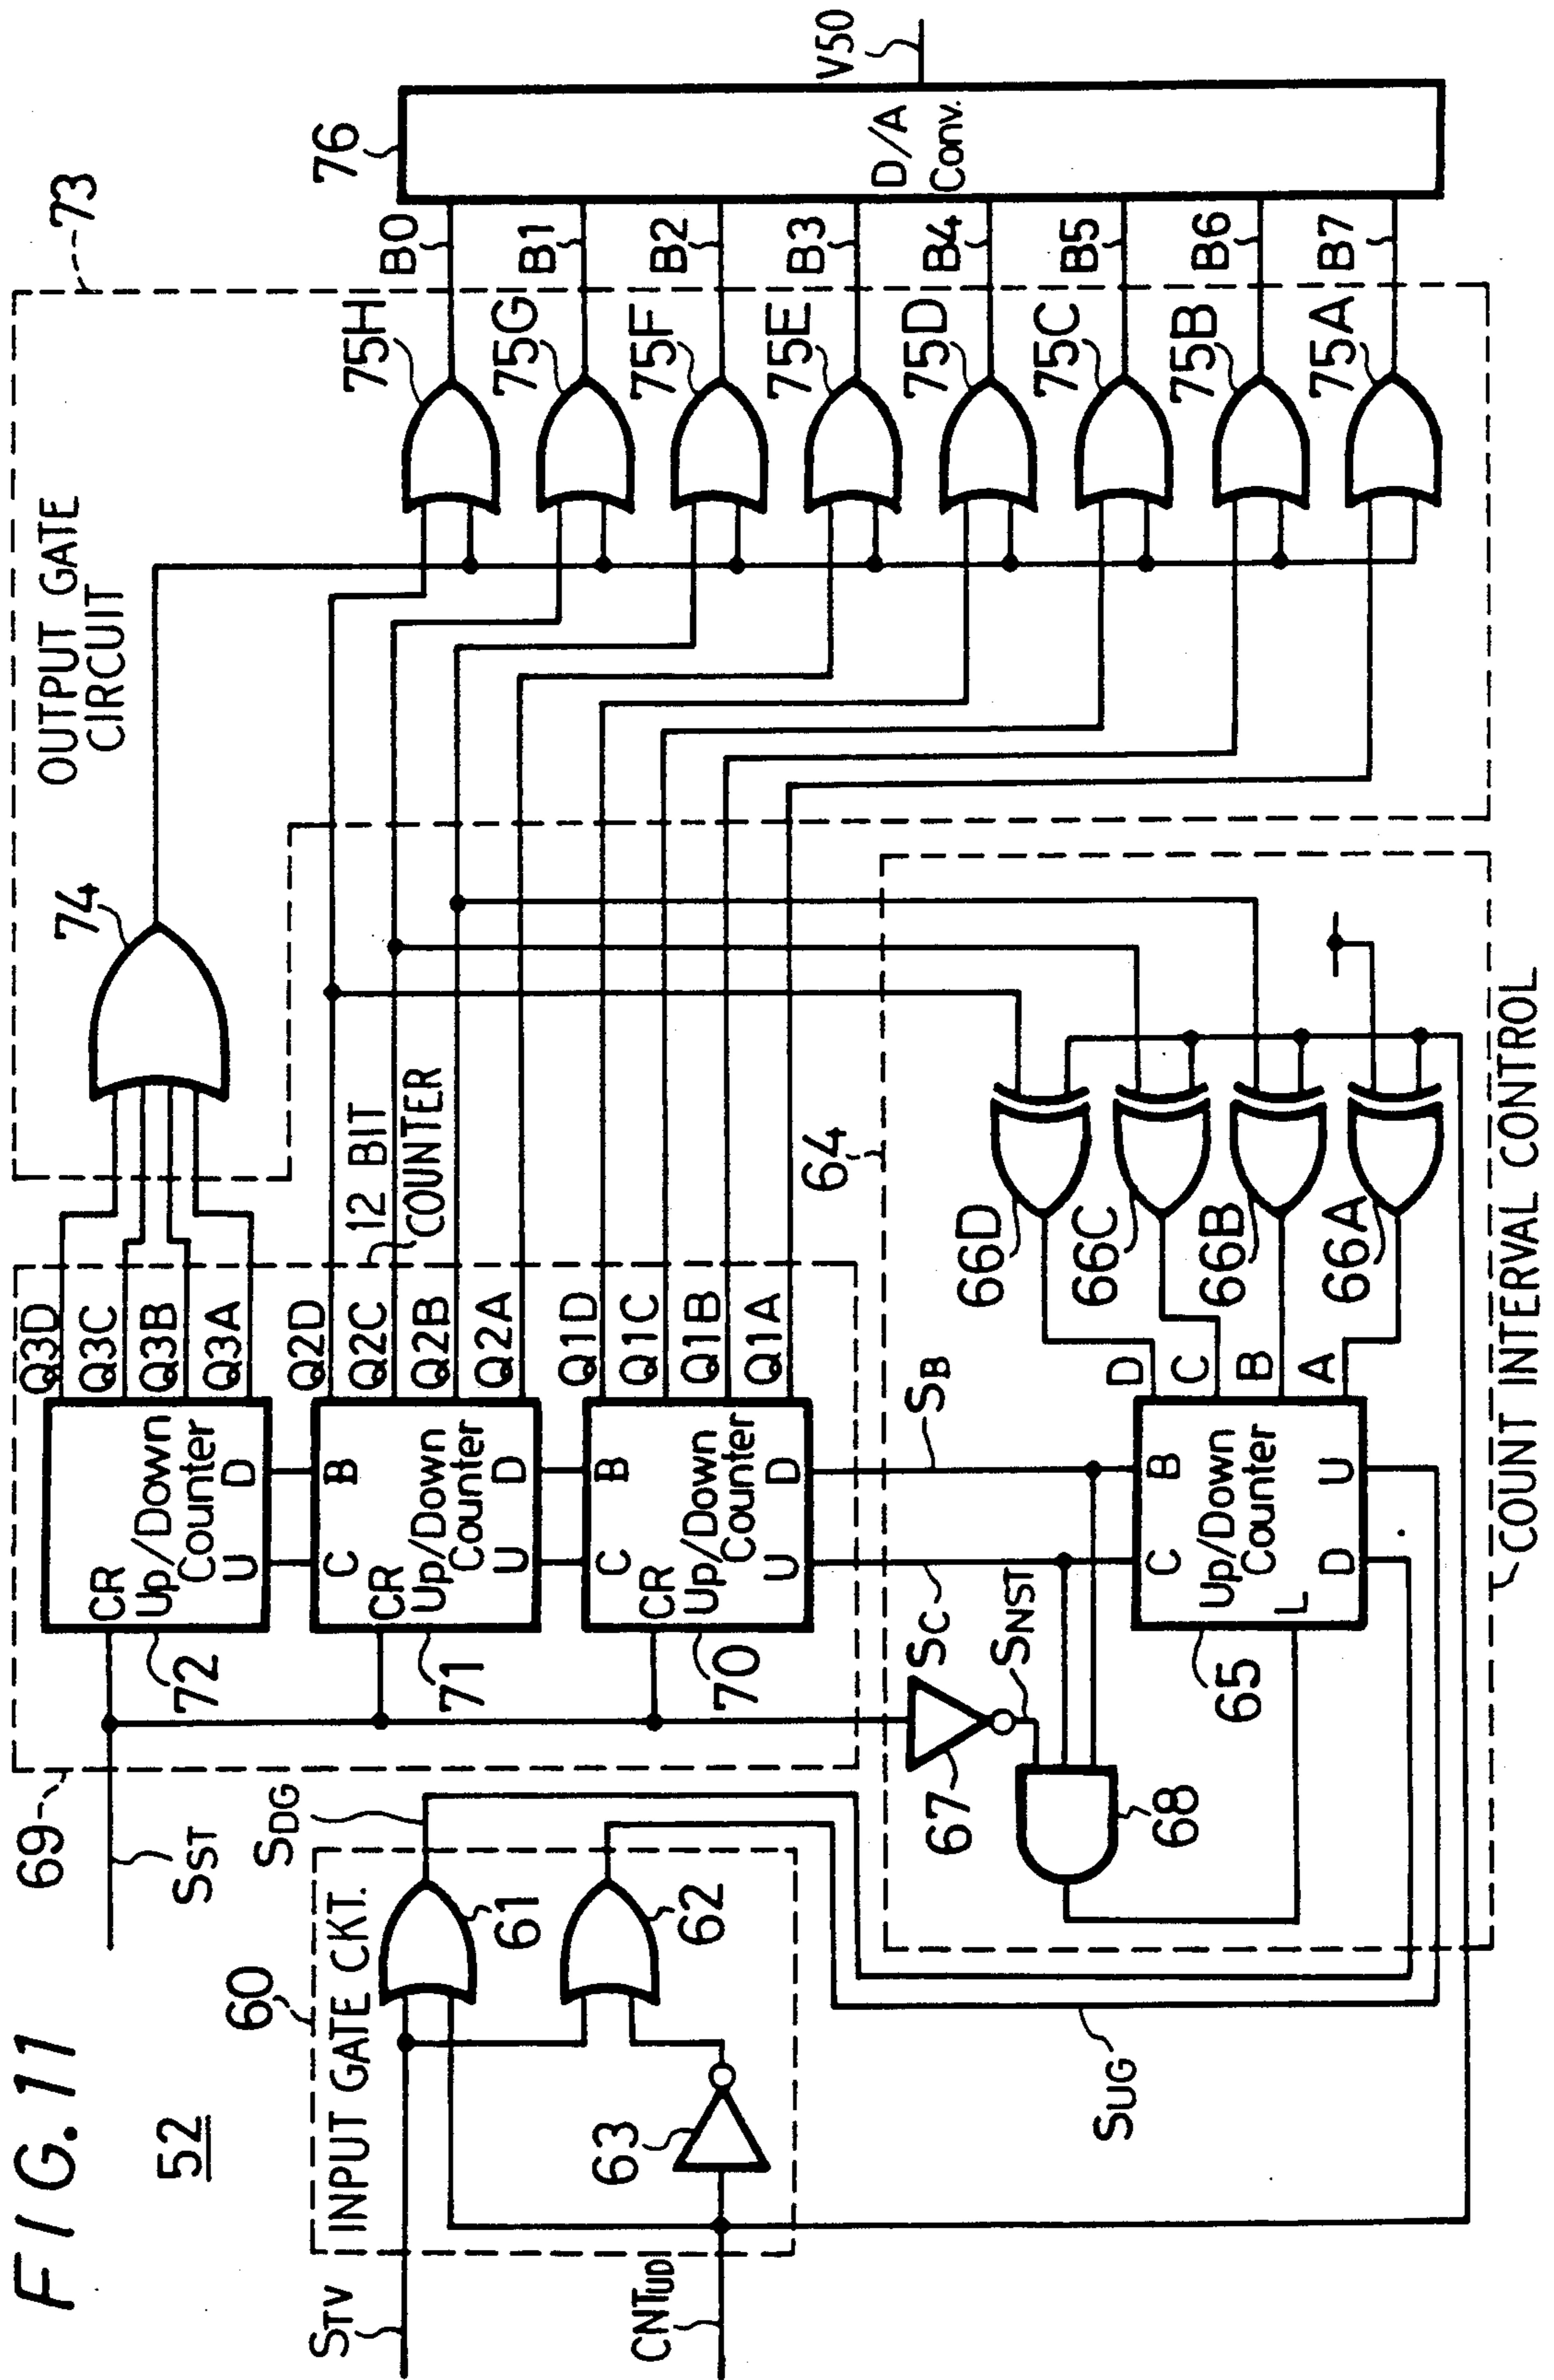 FIG. 11
52
69
SST
SDG
60
INPUT GATE CKT.
61
62
63
STV
CNTUD
SUG
72
CR
Up/Down
Counter
U D
Q3D
Q3C
Q3B
Q3A
71
C B
CR
Up/Down
Counter
U D
Q2D
Q2C
Q2B
Q2A
12 BIT
COUNTER
70
C B
CR
Up/Down
Counter
U D
Q1D
Q1C
Q1B
Q1A
74
OUTPUT GATE
CIRCUIT
73
75H
75G
75F
75E
75D
75C
75B
75A
B0
B1
B2
B3
B4
B5
B6
B7
76
D/A
Conv.
V50
64
67
SC
SB
SNST
68
65
C B
Up/Down
Counter
L
D U
D
C
B
A
66D
66C
66B
66A
COUNT INTERVAL CONTROL